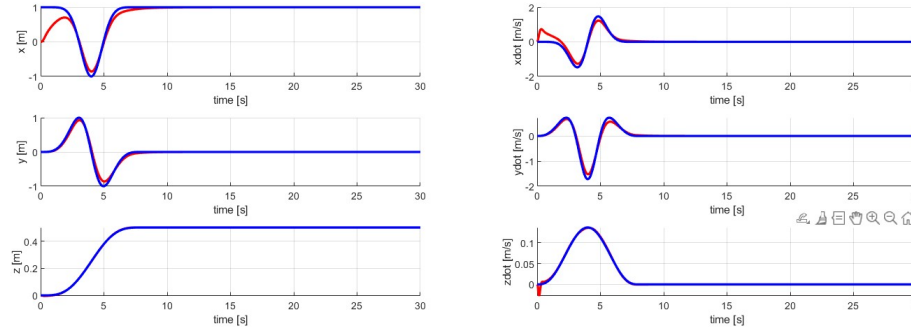 1
0
-1
x [m]
0 5 10 15 20 25 30
time [s]
1
0
-1
y [m]
0 5 10 15 20 25 30
time [s]
0.4
0.2
0
z [m]
0 5 10 15 20 25 30
time [s]
2
0
-2
xdot [m/s]
0 5 10 15 20 25
time [s]
0
-1
-2
ydot [m/s]
0 5 10 15 20 25
time [s]
0.1
0.05
0
zdot [m/s]
0 5 10 15 20 25
time [s]